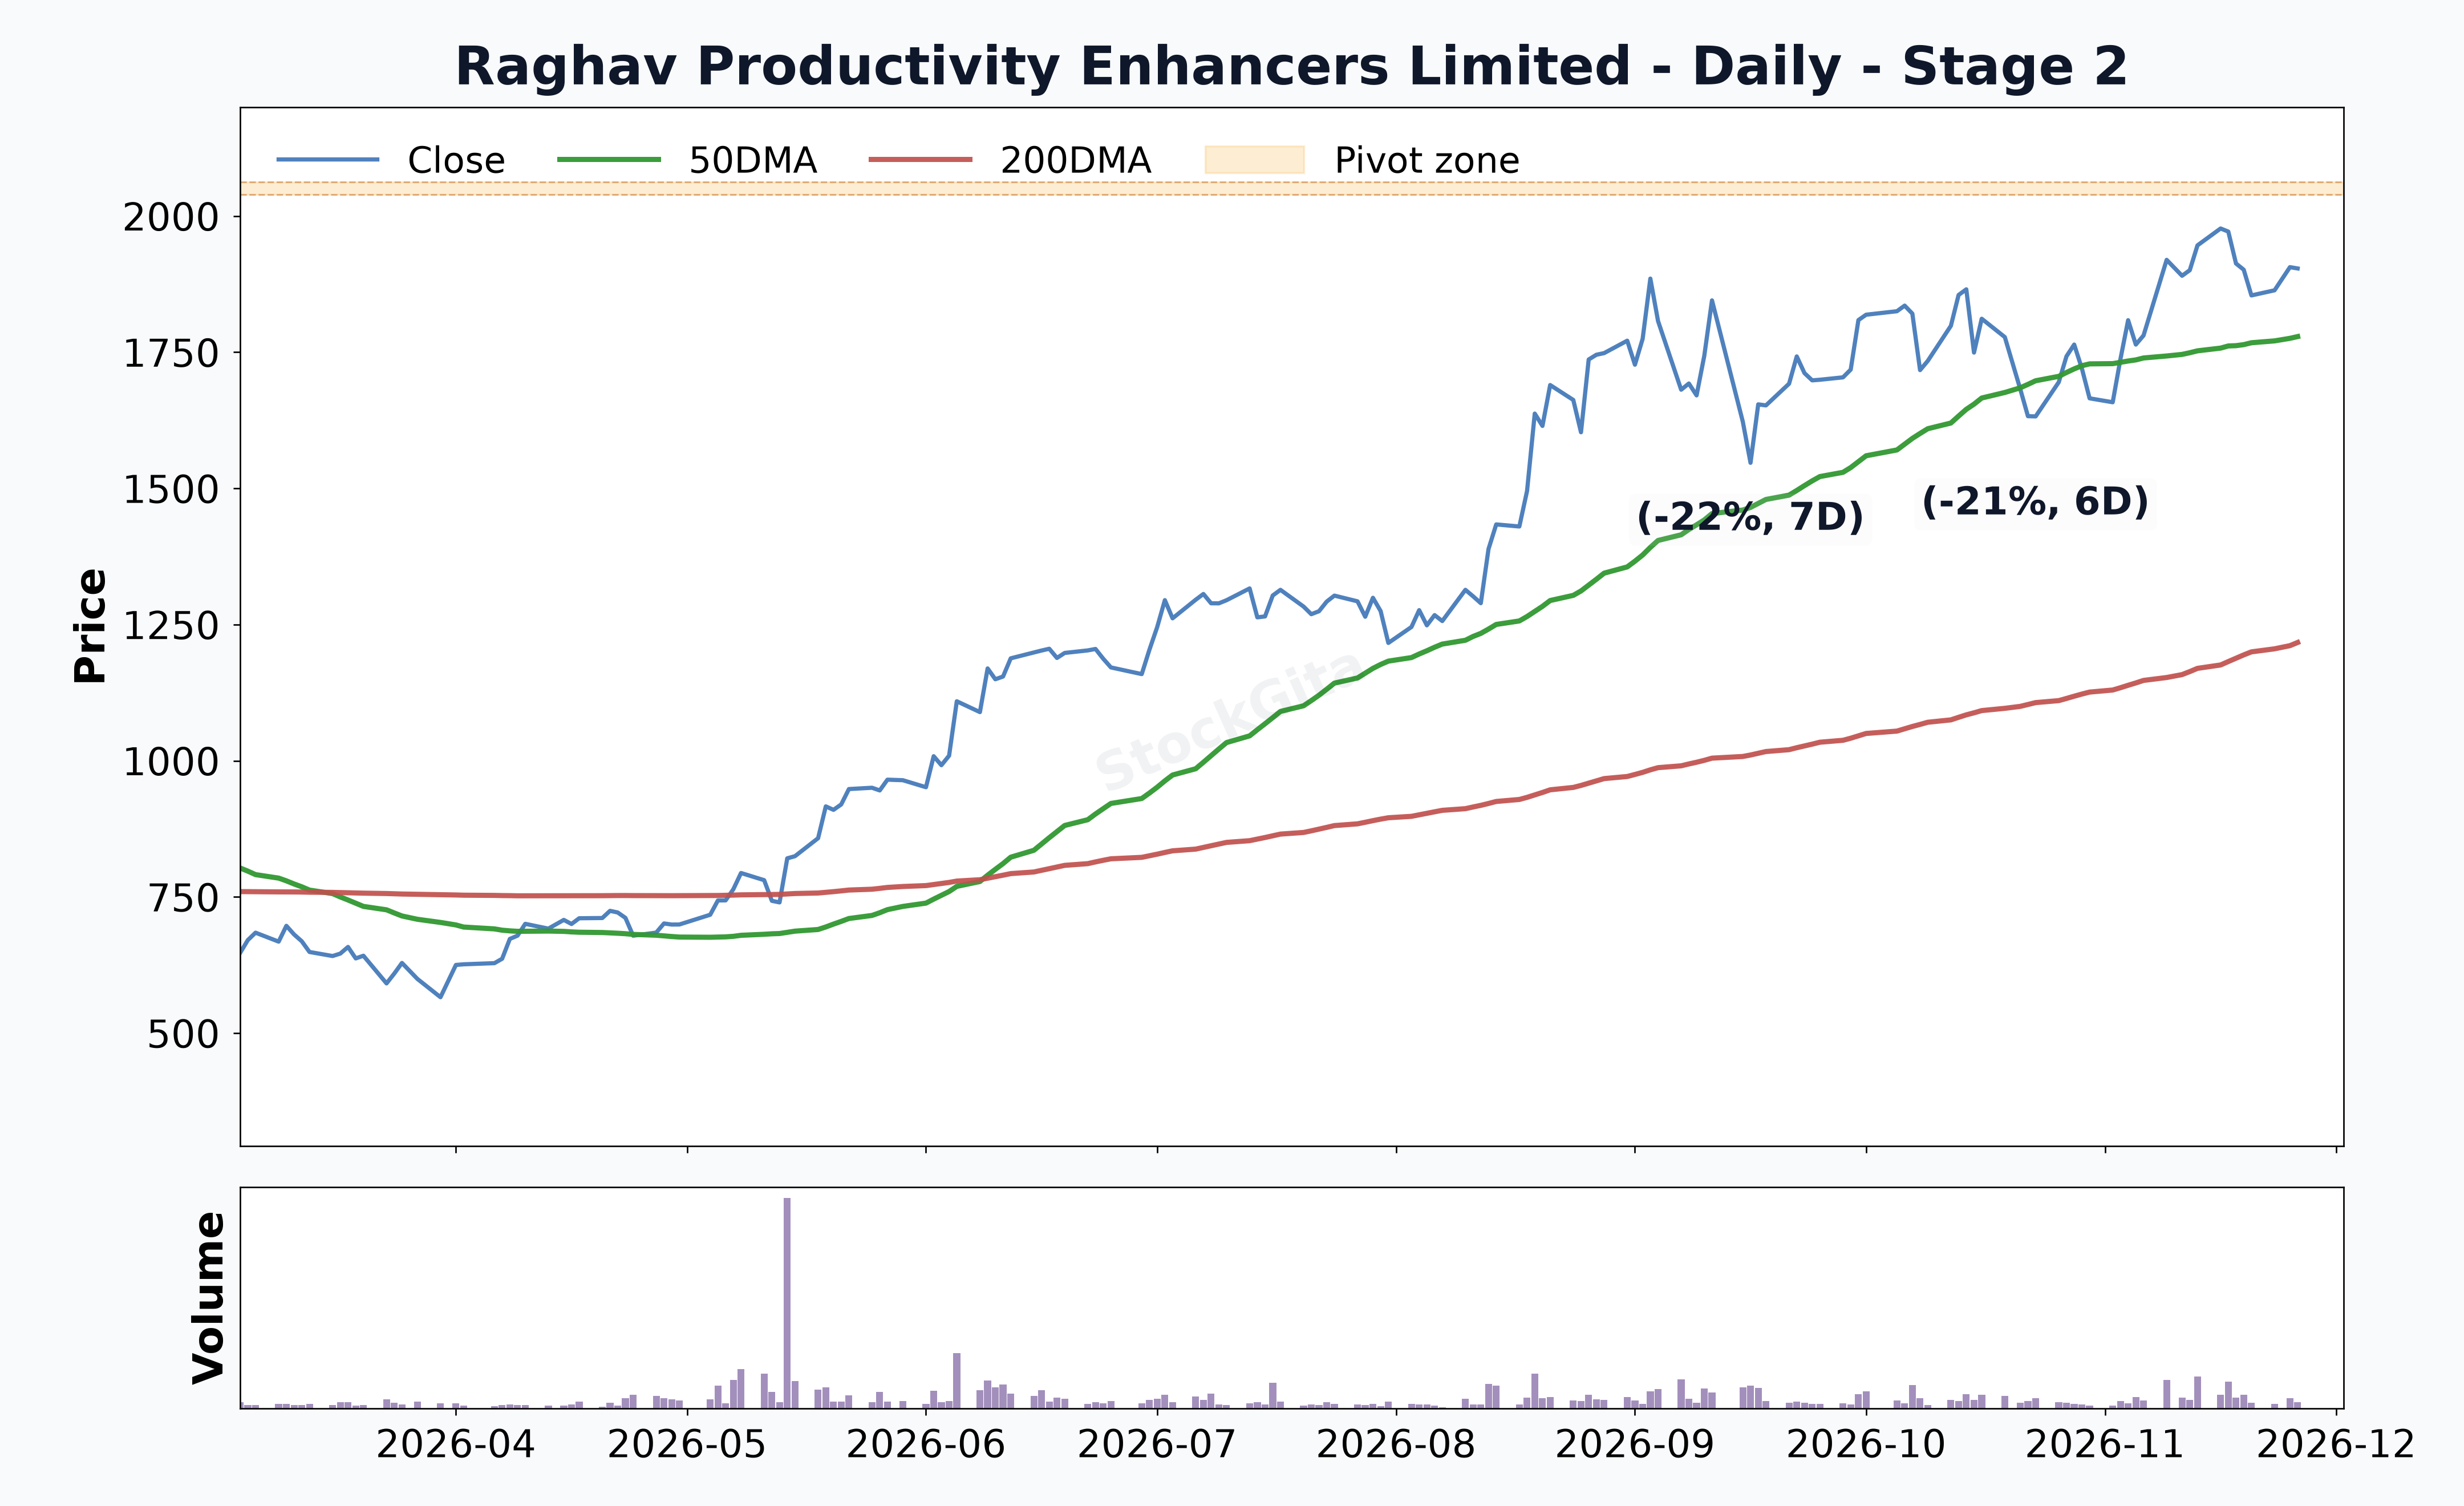 Raghav Productivity Enhancers Limited - Daily - Stage 2
Close
50DMA
200DMA
Pivot zone
Price
2000
1750
1500
1250
1000
750
500
(-22%, 7D)
(-21%, 6D)
StockGita
Volume
2026-04
2026-05
2026-06
2026-07
2026-08
2026-09
2026-10
2026-11
2026-12